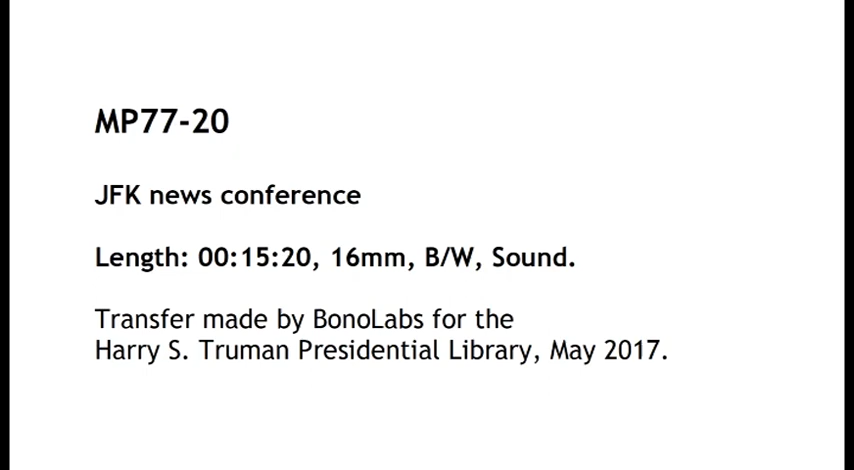 MP77-20
JFK news conference
Length: 00:15:20, 16mm, B/W, Sound.
Transfer made by BonoLabs for the
Harry S. Truman Presidential Library, May 2017.